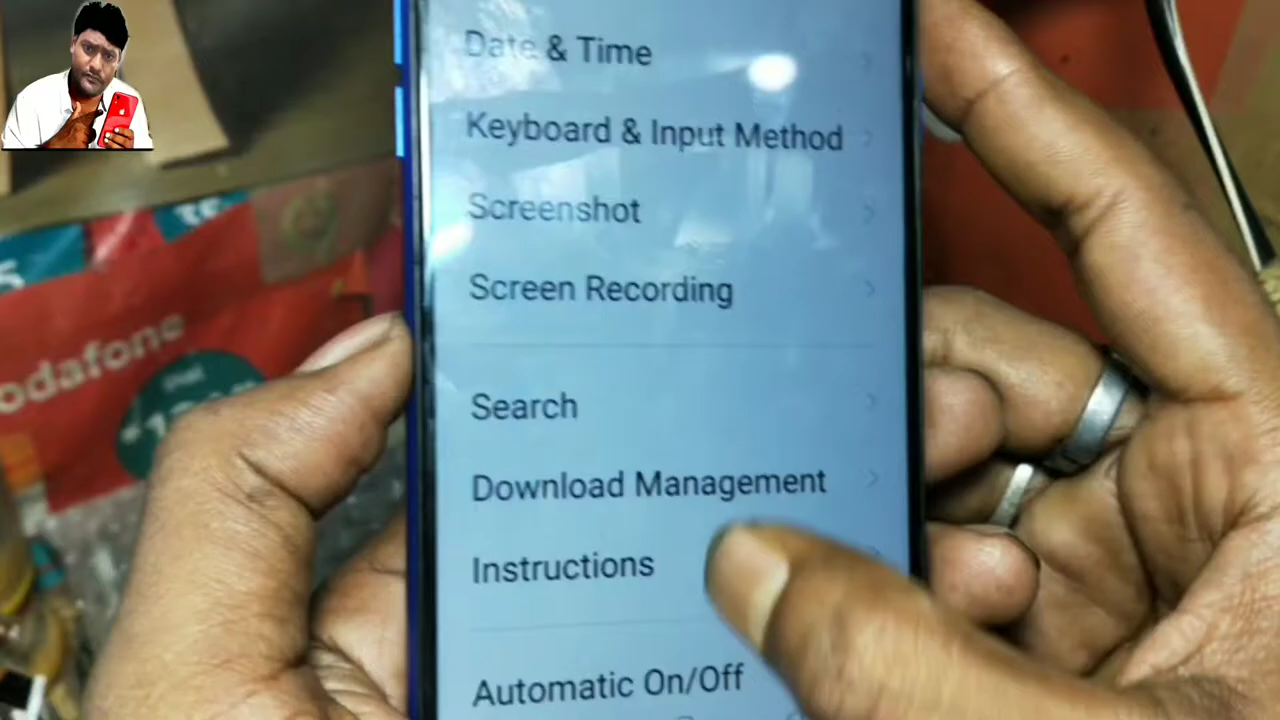 Date & Time
Keyboard & Input Method
Screenshot
Screen Recording
Search
Download Management
Instructions
Automatic On/Off
odafone